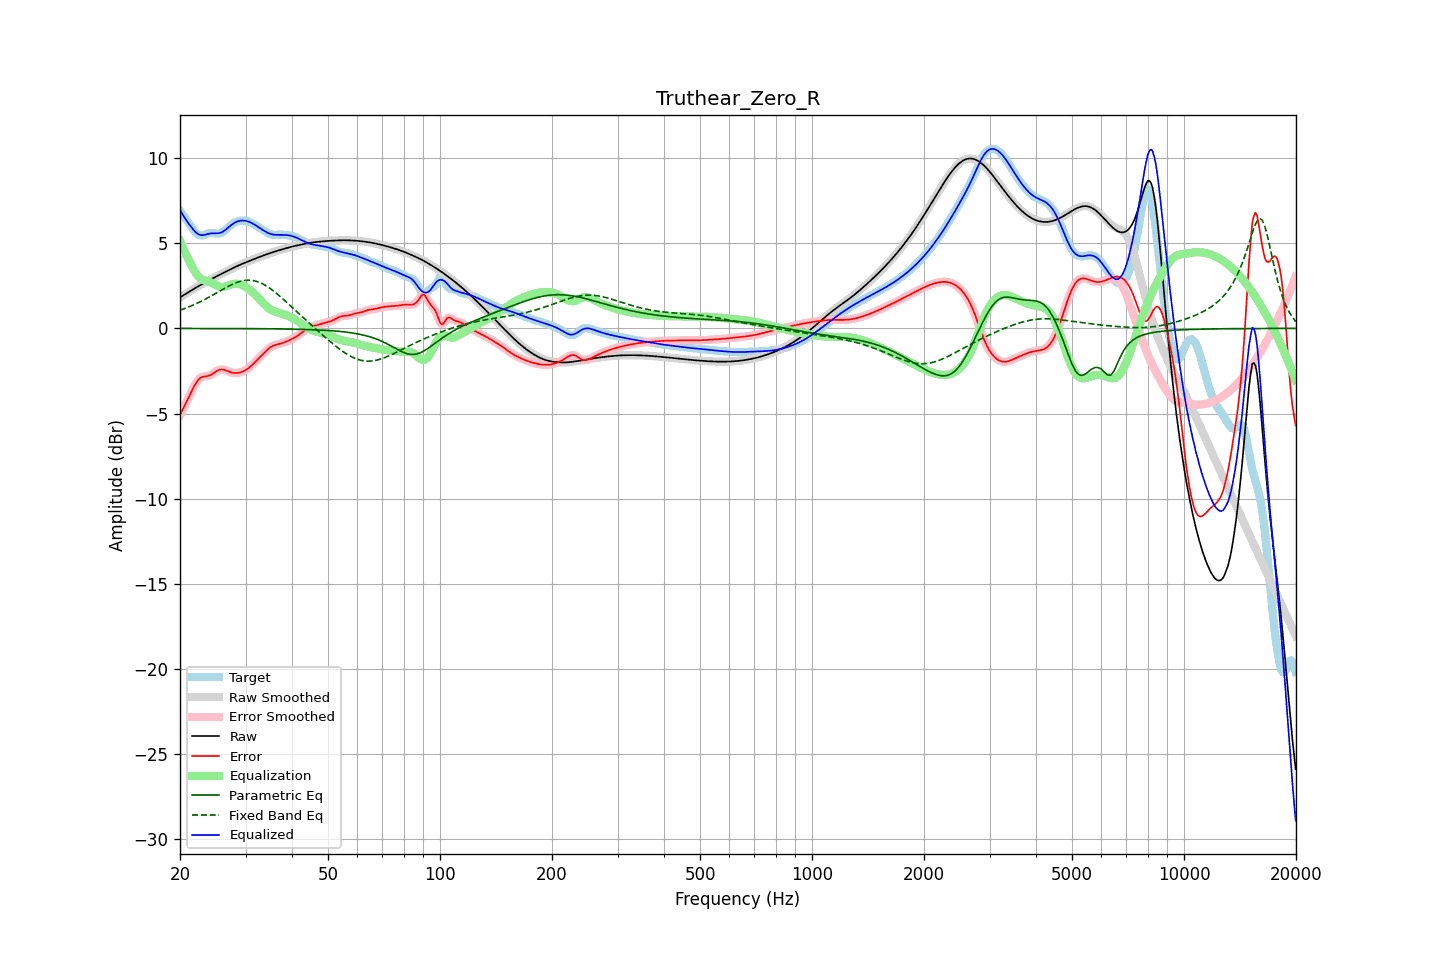 Truthear_Zero_R
10
5
0
−5
−10
−15
−20
−25
−30
Amplitude (dBr)
Target
Raw Smoothed
Error Smoothed
Raw
Error
Equalization
Parametric Eq
Fixed Band Eq
Equalized
20 50 100 200 500 1000 2000 5000 10000 20000
Frequency (Hz)